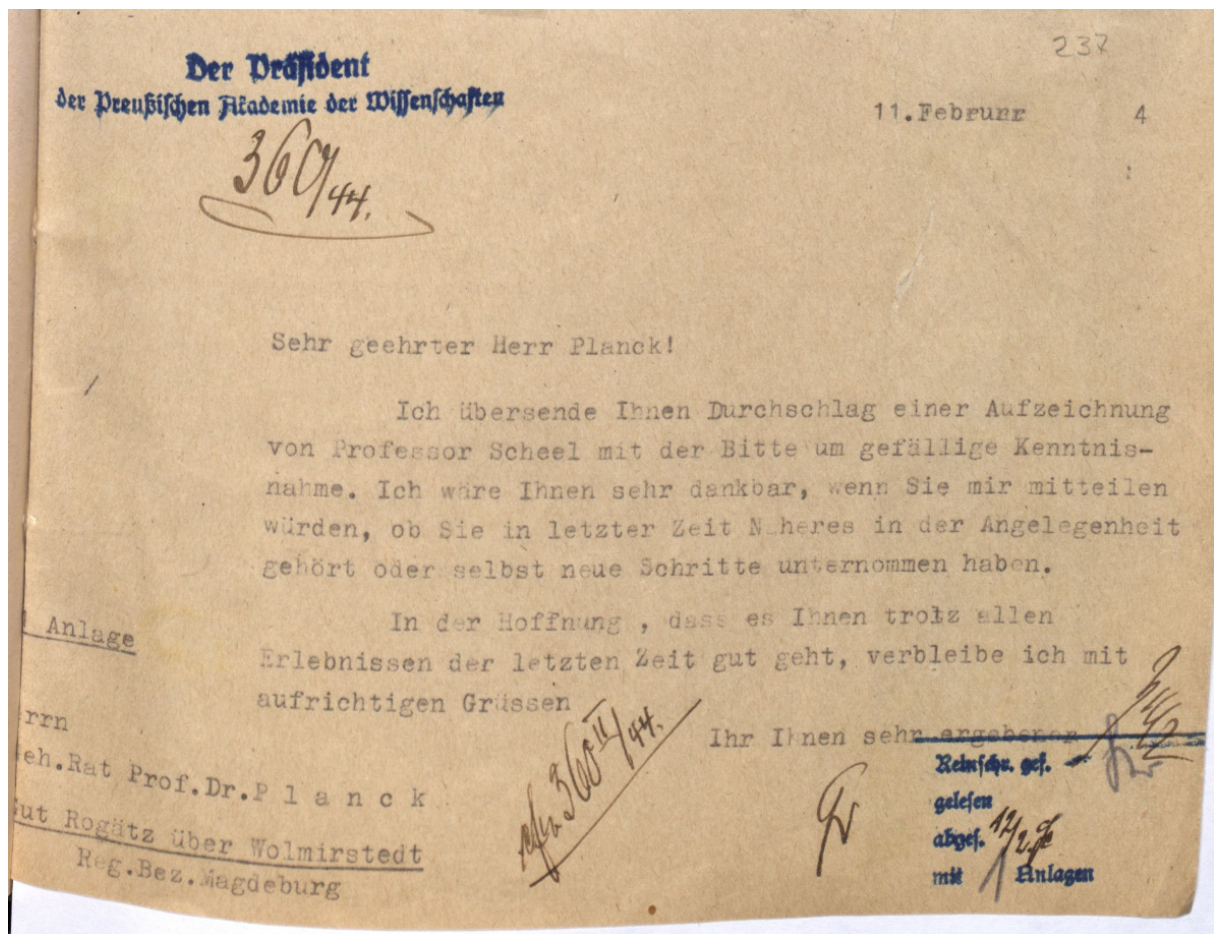 237
Der Präsident
der Preußischen Akademie der Wissenschaften
11.Februar 4
:
360/44.
Sehr geehrter Herr Planck!
Ich übersende Ihnen Durchschlag einer Aufzeichnung
von Professor Scheel mit der Bitte um gefällige Kenntnis-
nahme. Ich wäre Ihnen sehr dankbar, wenn Sie mir mitteilen
würden, ob Sie in letzter Zeit Näheres in der Angelegenheit
gehört oder selbst neue Schritte unternommen haben.
In der Hoffnung , dass es Ihnen trotz allen
Erlebnissen der letzten Zeit gut geht, verbleibe ich mit
aufrichtigen Grüssen
Ihr Ihnen sehr ergebener
Anlage
rrn
eh.Rat Prof.Dr.P l a n c k
ut Rogätz über Wolmirstedt
Reg.Bez.Magdeburg
360 II/44.
Reinschr. gef.
gelesen
abges. 12/2.
mit 1 Anlagen